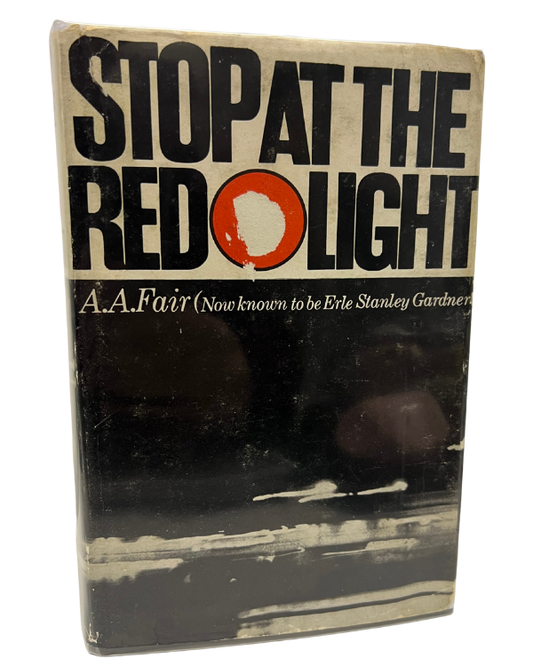 STOP AT THE
RED LIGHT
A.A.Fair (Now known to be Erle Stanley Gardner